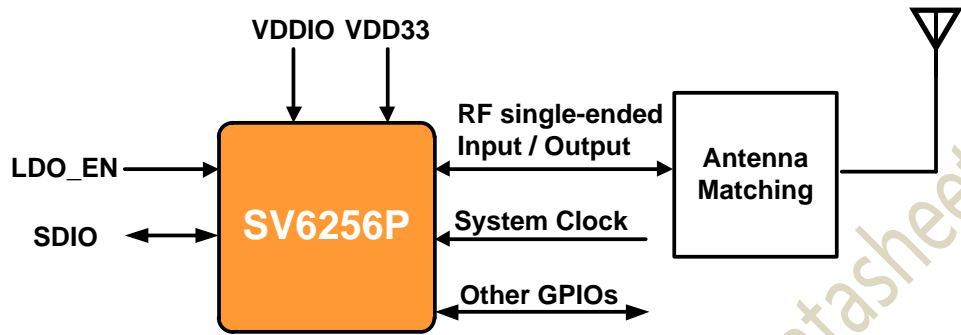 VDDIO VDD33
RF single-ended
Input / Output
LDO_EN
Antenna
Matching
SV6256P
System Clock
SDIO
Other GPIOs